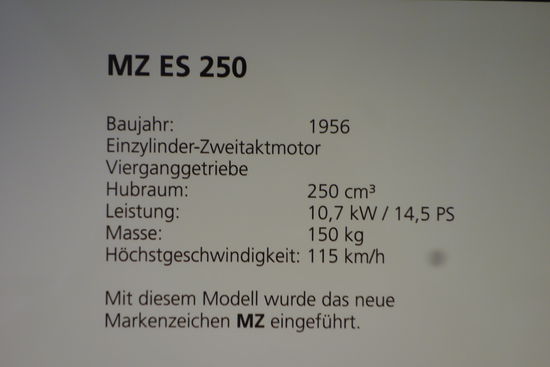 MZ ES 250
Baujahr: 1956
Einzylinder-Zweitaktmotor
Vierganggetriebe
Hubraum: 250 cm³
Leistung: 10,7 kW / 14,5 PS
Masse: 150 kg
Höchstgeschwindigkeit: 115 km/h
Mit diesem Modell wurde das neue
Markenzeichen MZ eingeführt.